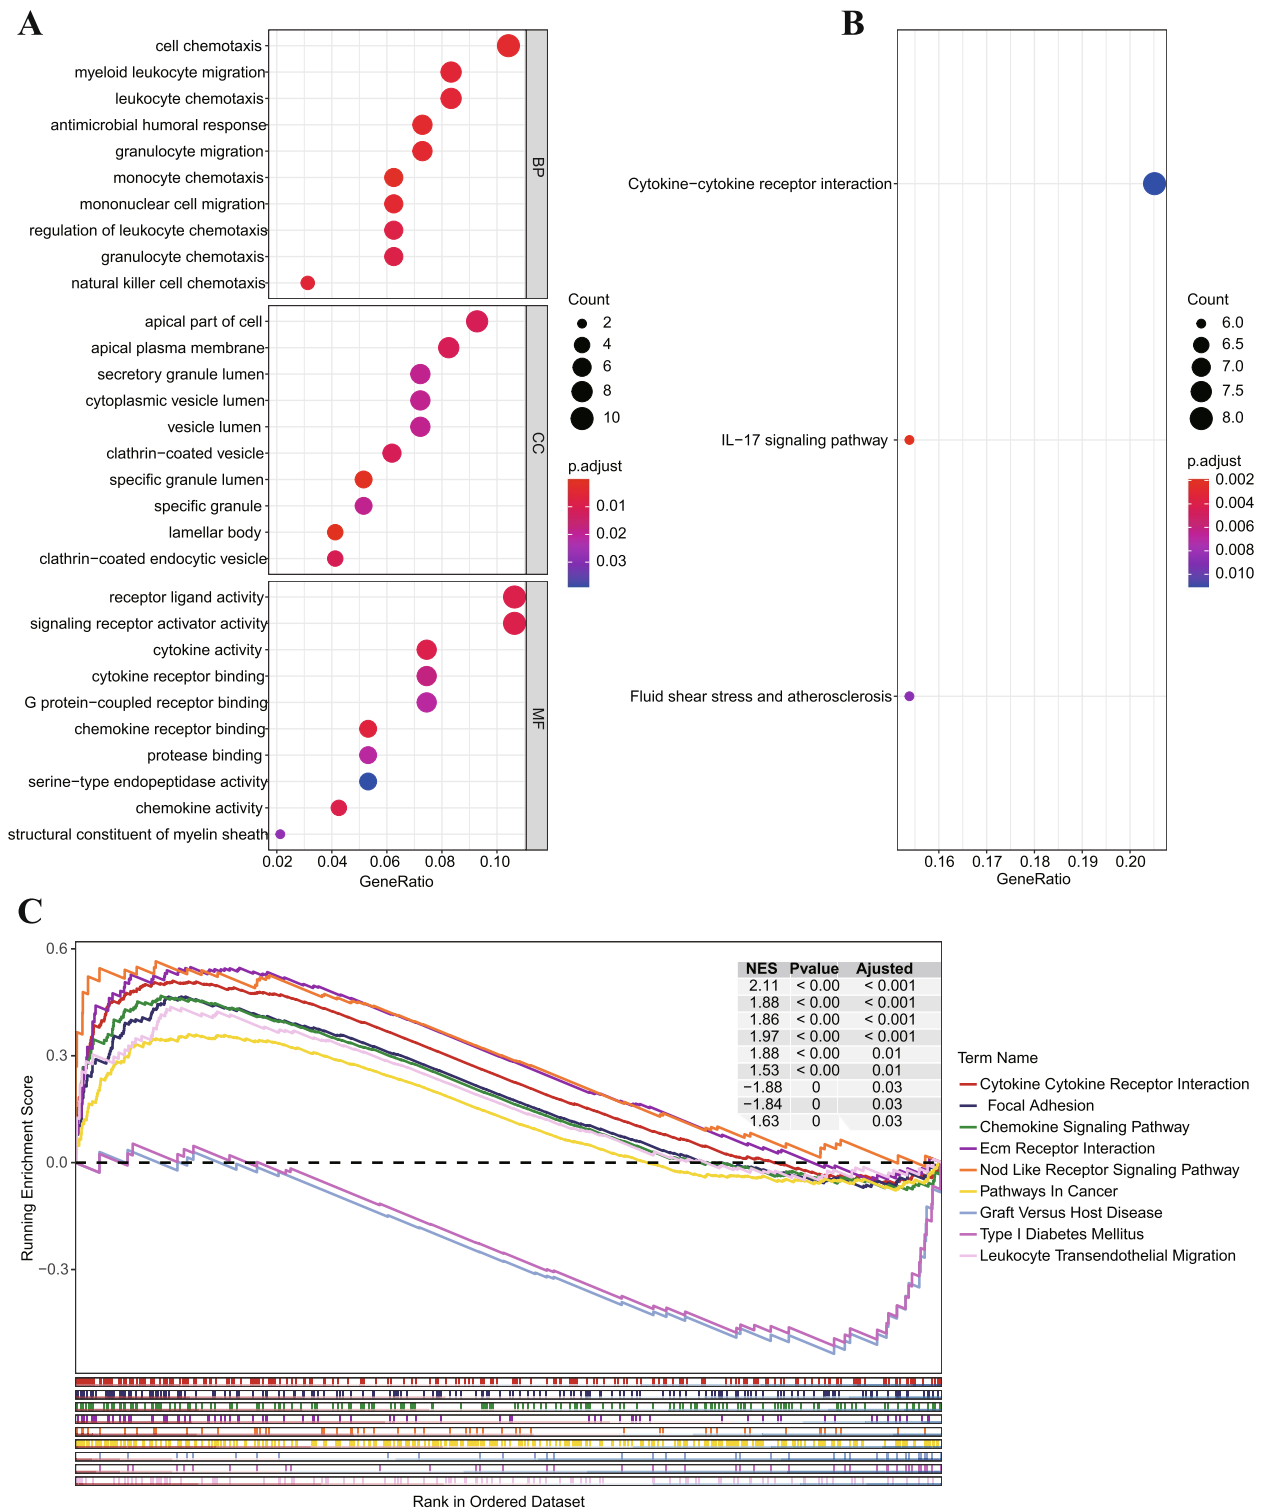 A
cell chemotaxis
myeloid leukocyte migration
leukocyte chemotaxis
antimicrobial humoral response
granulocyte migration
monocyte chemotaxis
mononuclear cell migration
regulation of leukocyte chemotaxis
granulocyte chemotaxis
natural killer cell chemotaxis
BP
apical part of cell
apical plasma membrane
secretory granule lumen
cytoplasmic vesicle lumen
vesicle lumen
clathrin−coated vesicle
specific granule lumen
specific granule
lamellar body
clathrin−coated endocytic vesicle
CC
receptor ligand activity
signaling receptor activator activity
cytokine activity
cytokine receptor binding
G protein−coupled receptor binding
chemokine receptor binding
protease binding
serine−type endopeptidase activity
chemokine activity
structural constituent of myelin sheath
MF
0.02 0.04 0.06 0.08 0.10
GeneRatio
Count
2
4
6
8
10
p.adjust
0.01
0.02
0.03
B
Cytokine−cytokine receptor interaction
IL−17 signaling pathway
Fluid shear stress and atherosclerosis
0.16 0.17 0.18 0.19 0.20
GeneRatio
Count
6.0
6.5
7.0
7.5
8.0
p.adjust
0.002
0.004
0.006
0.008
0.010
C
Running Enrichment Score
0.6
0.3
0.0
−0.3
NES Pvalue Ajusted
2.11 < 0.00 < 0.001
1.88 < 0.00 < 0.001
1.86 < 0.00 < 0.001
1.97 < 0.00 < 0.001
1.88 < 0.00 0.01
1.53 < 0.00 0.01
−1.88 0 0.03
−1.84 0 0.03
1.63 0 0.03
Term Name
Cytokine Cytokine Receptor Interaction
Focal Adhesion
Chemokine Signaling Pathway
Ecm Receptor Interaction
Nod Like Receptor Signaling Pathway
Pathways In Cancer
Graft Versus Host Disease
Type I Diabetes Mellitus
Leukocyte Transendothelial Migration
Rank in Ordered Dataset